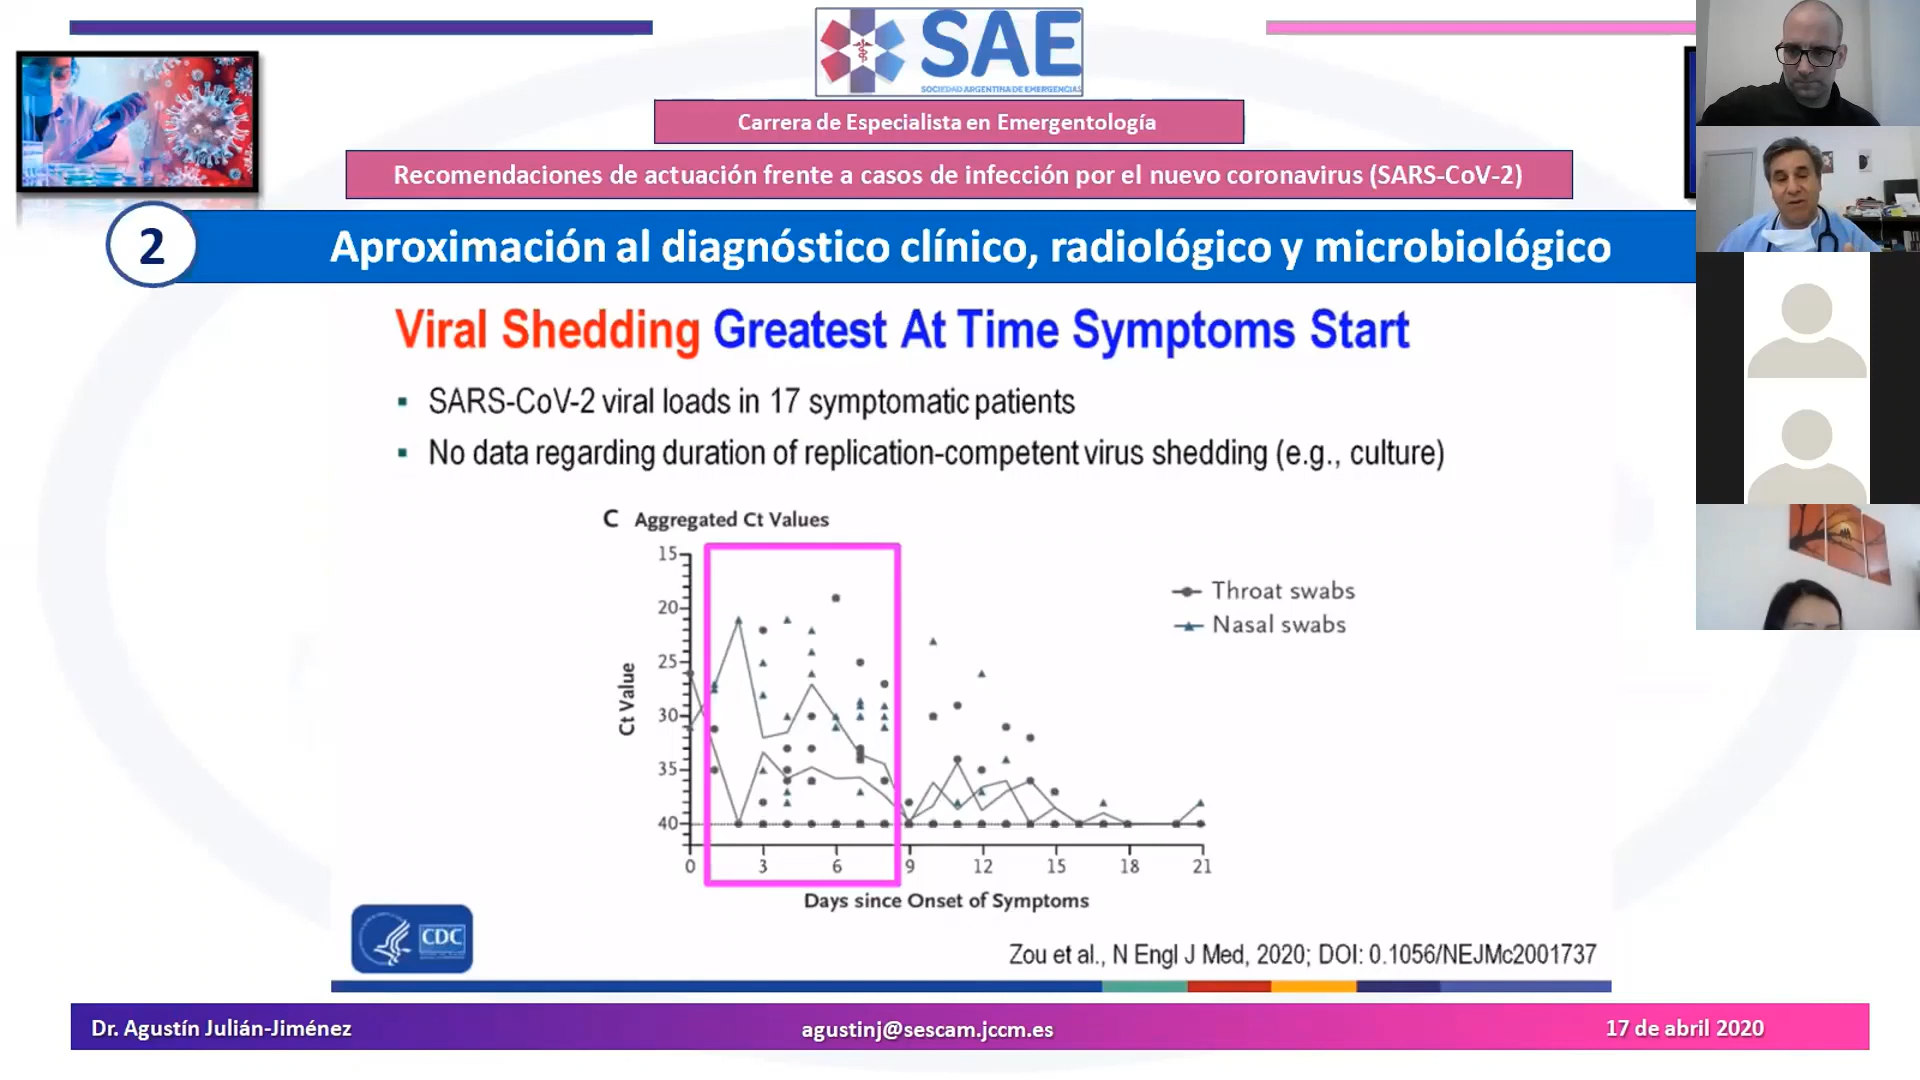 SAE
SOCIEDAD ARGENTINA DE EMERGENCIAS
Carrera de Especialista en Emergentología
Recomendaciones de actuación frente a casos de infección por el nuevo coronavirus (SARS-CoV-2)
2
Aproximación al diagnóstico clínico, radiológico y microbiológico
Viral Shedding Greatest At Time Symptoms Start
▪ SARS-CoV-2 viral loads in 17 symptomatic patients
▪ No data regarding duration of replication-competent virus shedding (e.g., culture)
C Aggregated Ct Values
15
20
25
30
35
40
Ct Value
0 3 6 9 12 15 18 21
Days since Onset of Symptoms
Throat swabs
Nasal swabs
CDC
Zou et al., N Engl J Med, 2020; DOI: 0.1056/NEJMc2001737
Dr. Agustín Julián-Jiménez
agustinj@sescam.jccm.es
17 de abril 2020